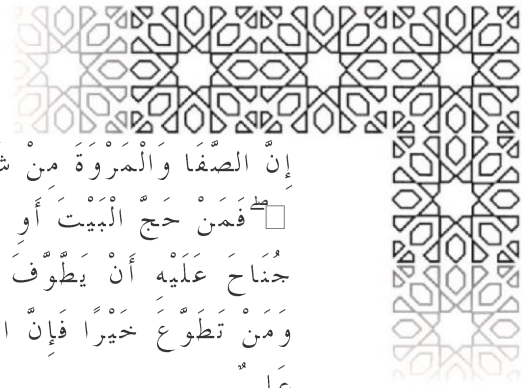 إِنَّ الصَّفَا وَالْمَرْوَةَ مِنْ
ۖ فَمَنْ حَجَّ الْبَيْتَ أَوِ
جُنَاحَ عَلَيْهِ أَنْ يَطَّوَّفَ
وَمَنْ تَطَوَّعَ خَيْرًا فَإِنَّ